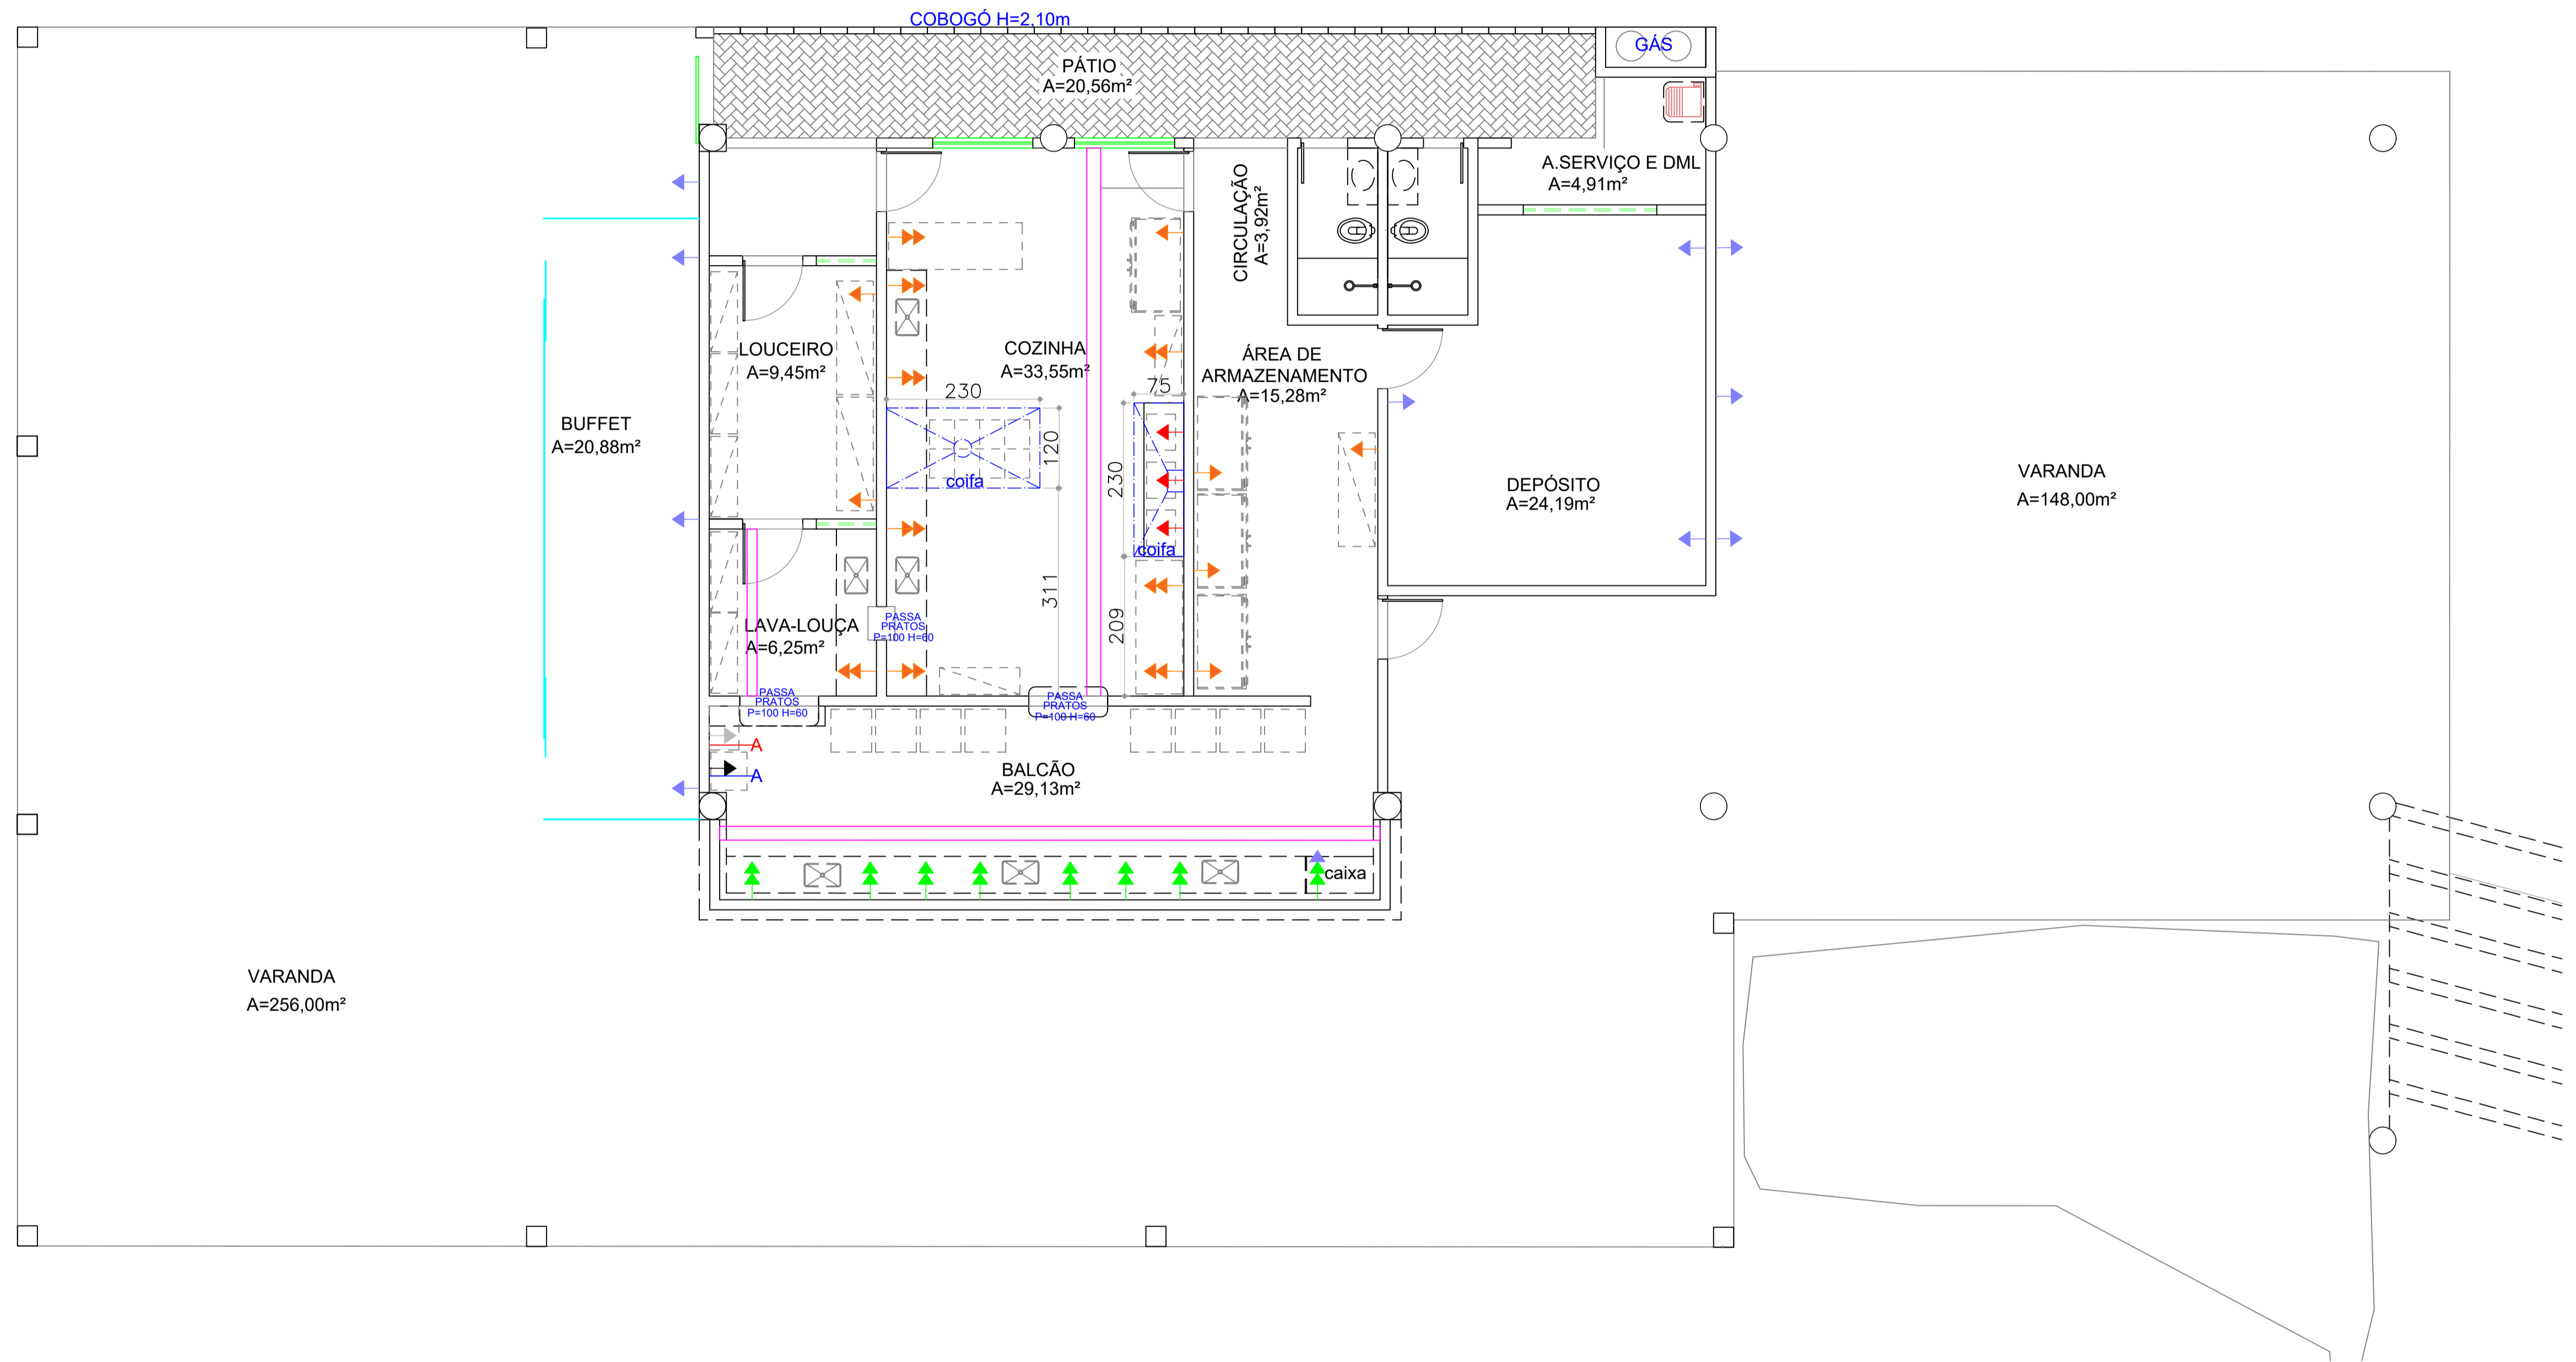 COBOGÓ H=2,10m
PÁTIO
A=20,56m²
GÁS
A.SERVIÇO E DML
A=4,91m²
CIRCULAÇÃO
A=3,92m²
LOUCEIRO
A=9,45m²
COZINHA
A=33,55m²
ÁREA DE
ARMAZENAMENTO
A=15,28m²
230
75
120
230
coifa
coifa
BUFFET
A=20,88m²
DEPÓSITO
A=24,19m²
VARANDA
A=148,00m²
311
209
LAVA-LOUÇA
A=6,25m²
PASSA
PRATOS
P=100 H=60
PASSA
PRATOS
P=100 H=60
PASSA
PRATOS
P=100 H=60
A
A
BALCÃO
A=29,13m²
caixa
VARANDA
A=256,00m²